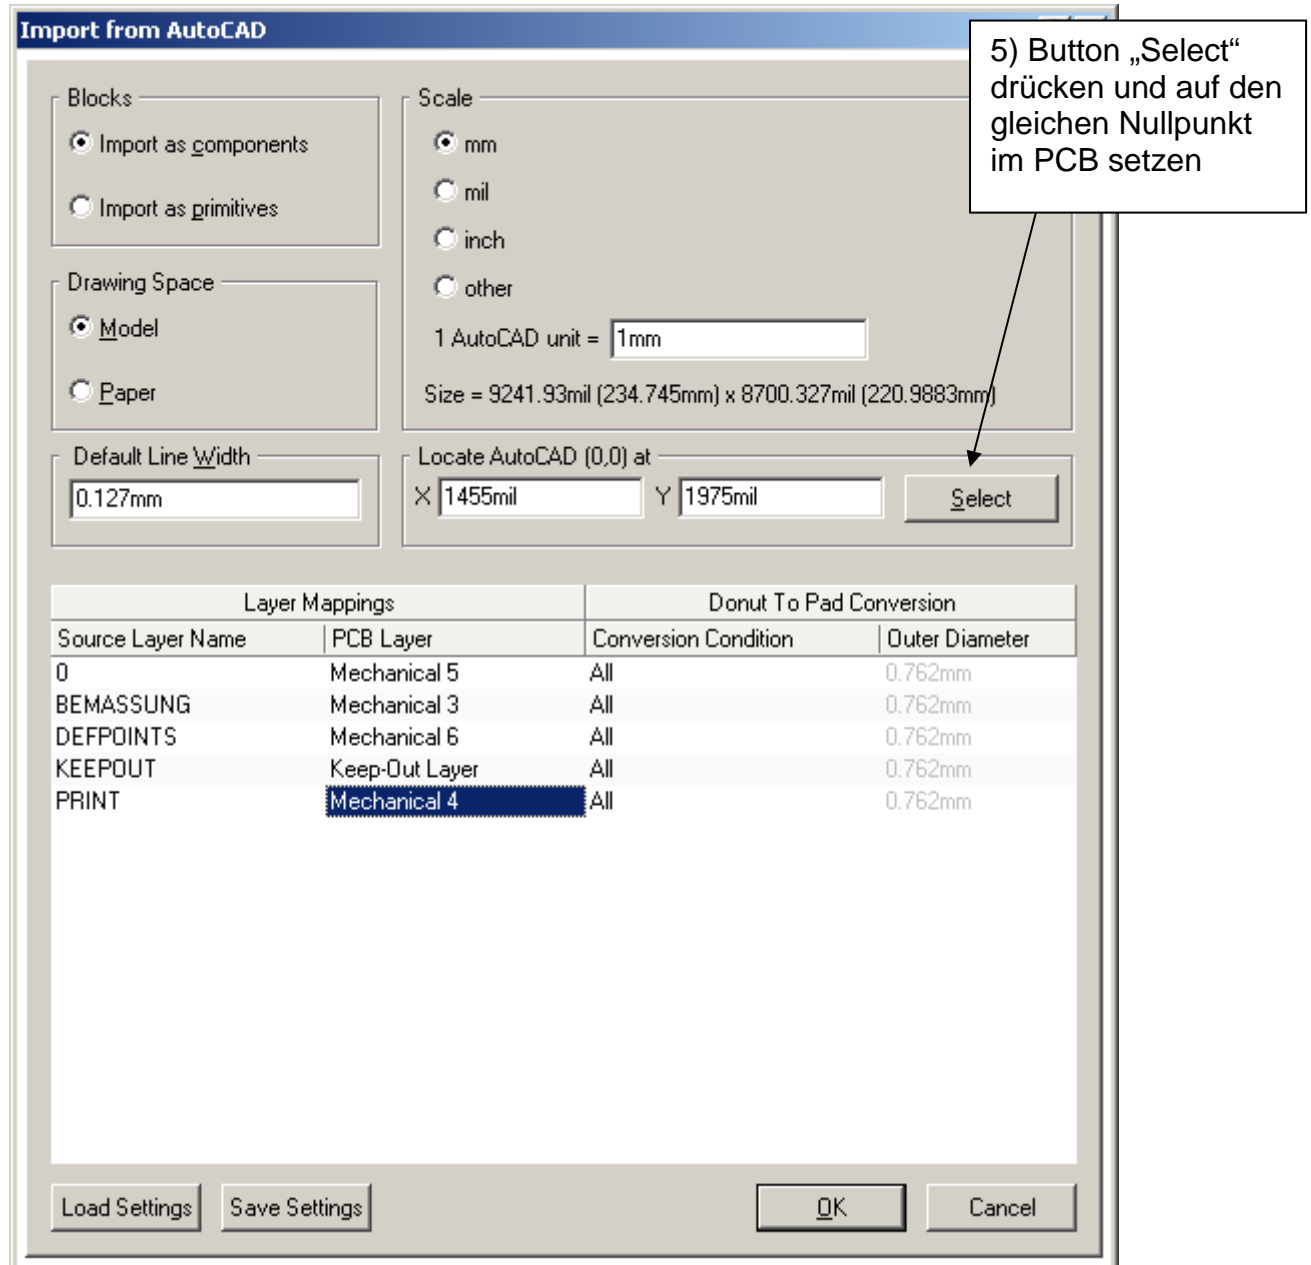 Import from AutoCAD
5) Button „Select“
drücken und auf den
gleichen Nullpunkt
im PCB setzen
Blocks
Import as components
Import as primitives
Scale
mm
mil
inch
other
1 AutoCAD unit = 1mm
Size = 9241.93mil (234.745mm) x 8700.327mil (220.9883mm)
Drawing Space
Model
Paper
Default Line Width
0.127mm
Locate AutoCAD (0,0) at
X 1455mil Y 1975mil Select
Layer Mappings Donut To Pad Conversion
Source Layer Name PCB Layer Conversion Condition Outer Diameter
0 Mechanical 5 All 0.762mm
BEMASSUNG Mechanical 3 All 0.762mm
DEFPOINTS Mechanical 6 All 0.762mm
KEEPOUT Keep-Out Layer All 0.762mm
PRINT Mechanical 4 All 0.762mm
Load Settings Save Settings OK Cancel